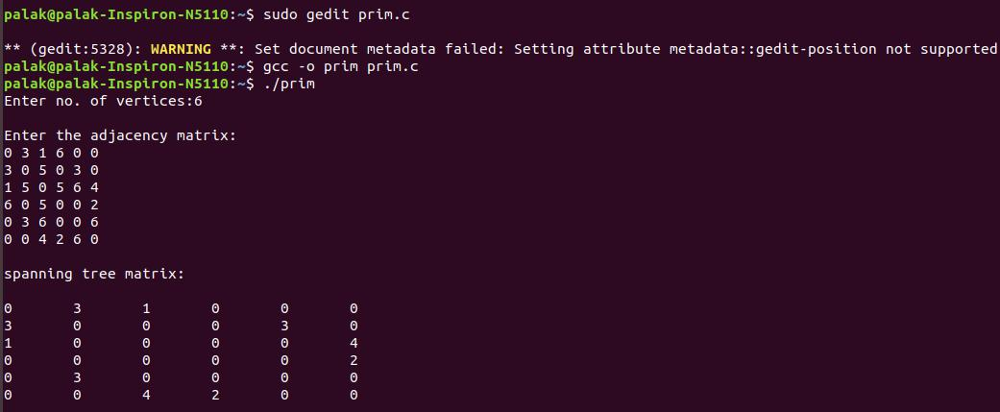 palak@palak-Inspiron-N5110:~$ sudo gedit prim.c
** (gedit:5328): WARNING **: Set document metadata failed: Setting attribute metadata::gedit-position not supported
palak@palak-Inspiron-N5110:~$ gcc -o prim prim.c
palak@palak-Inspiron-N5110:~$ ./prim
Enter no. of vertices:6
Enter the adjacency matrix:
0 3 1 6 0 0
3 0 5 0 3 0
1 5 0 5 6 4
6 0 5 0 0 2
0 3 6 0 0 6
0 0 4 2 6 0
spanning tree matrix:
0 3 1 0 0 0
3 0 0 0 3 0
1 0 0 0 0 4
0 0 0 0 0 2
0 3 0 0 0 0
0 0 4 2 0 0